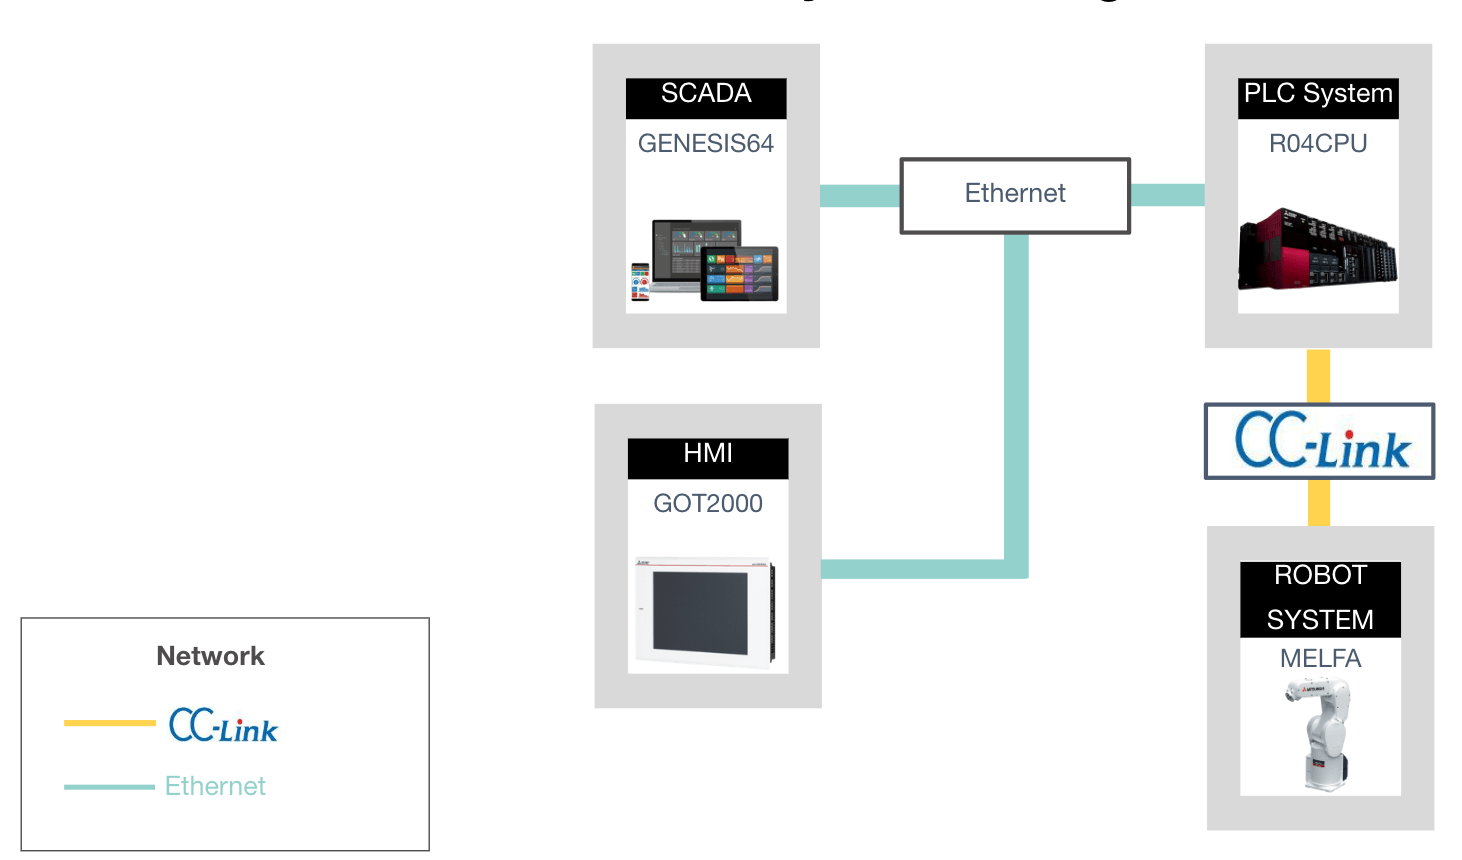 SCADA
GENESIS64
PLC System
R04CPU
Ethernet
CC-Link
HMI
GOT2000
ROBOT
SYSTEM
MELFA
Network
CC-Link
Ethernet